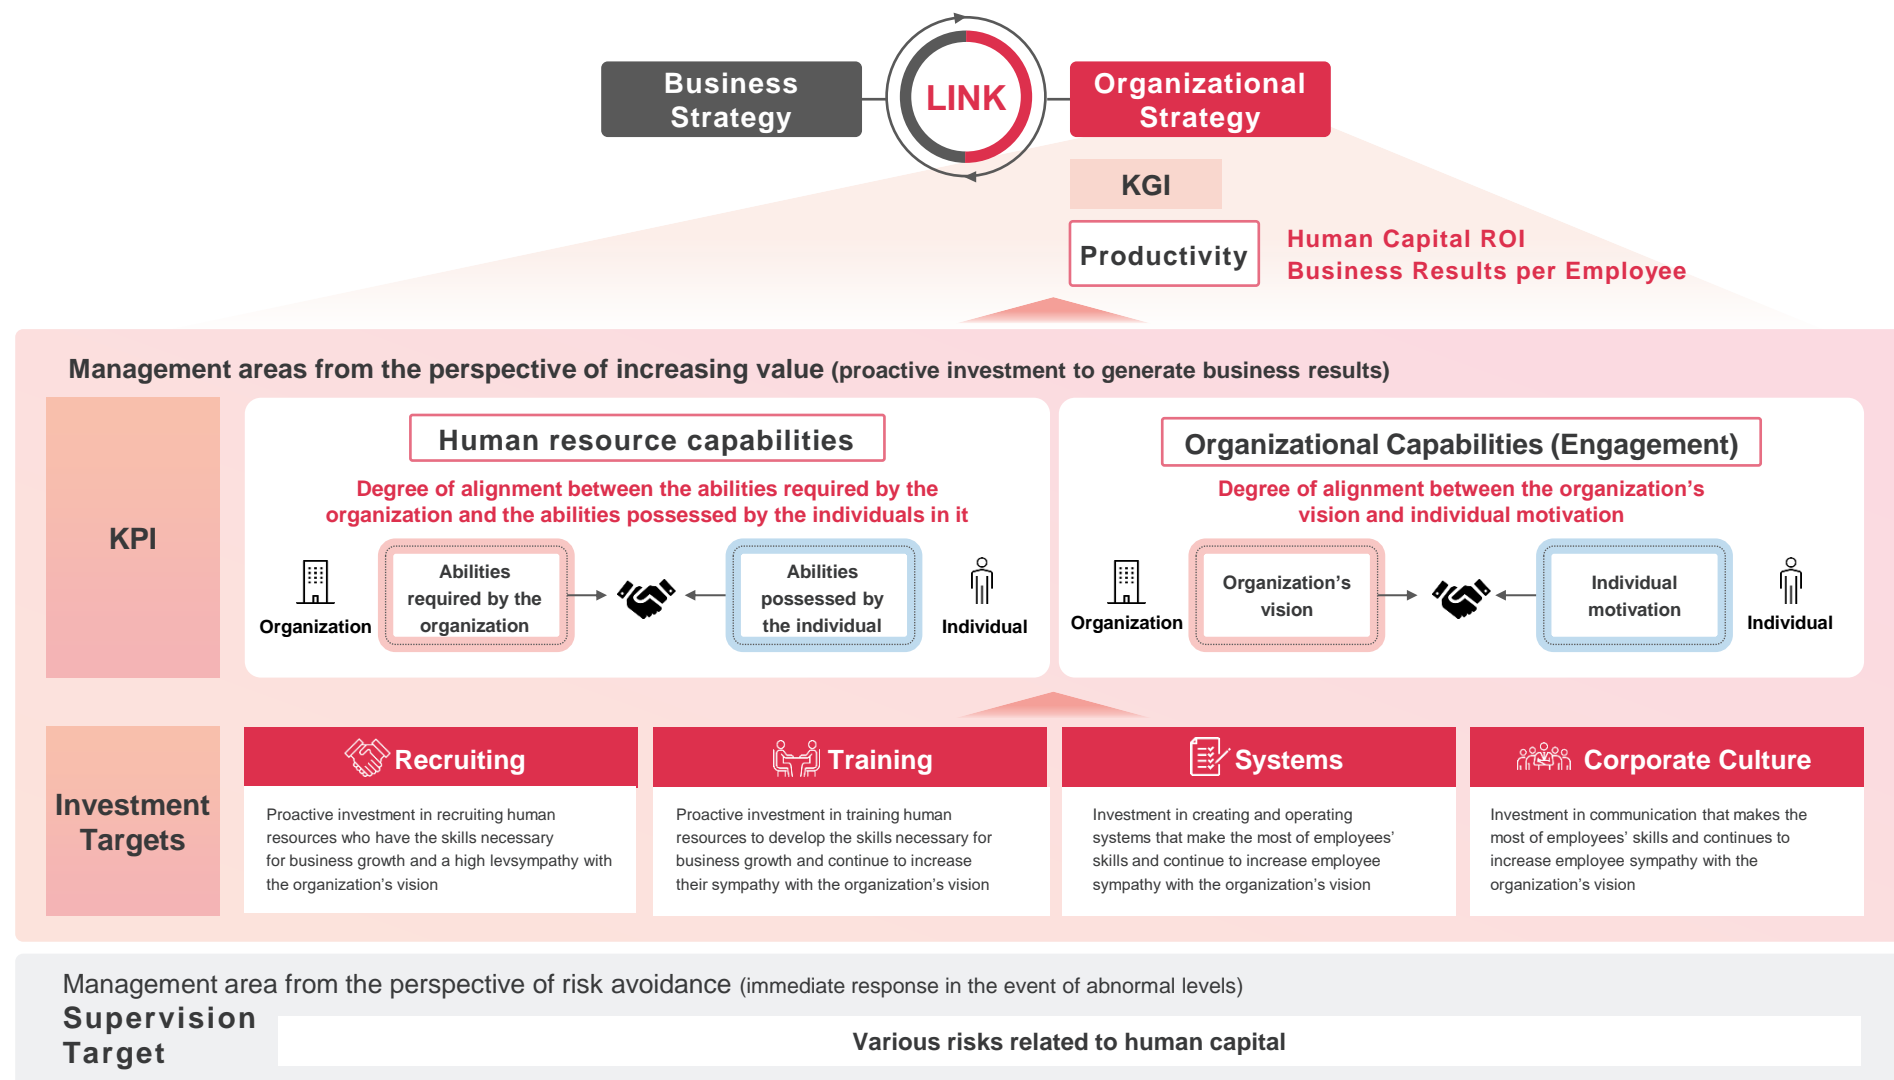 Business
Strategy
LINK
Organizational
Strategy
KGI
Productivity
Human Capital ROI
Business Results per Employee
Management areas from the perspective of increasing value (proactive investment to generate business results)
KPI
Human resource capabilities
Degree of alignment between the abilities required by the
organization and the abilities possessed by the individuals in it
Organization
Abilities
required by the
organization
Abilities
possessed by
the individual
Individual
Organizational Capabilities (Engagement)
Degree of alignment between the organization’s
vision and individual motivation
Organization
Organization’s
vision
Individual
motivation
Individual
Investment
Targets
Recruiting
Proactive investment in recruiting human
resources who have the skills necessary
for business growth and a high levsympathy with
the organization’s vision
Training
Proactive investment in training human
resources to develop the skills necessary for
business growth and continue to increase
their sympathy with the organization’s vision
Systems
Investment in creating and operating
systems that make the most of employees’
skills and continue to increase employee
sympathy with the organization’s vision
Corporate Culture
Investment in communication that makes the
most of employees’ skills and continues to
increase employee sympathy with the
organization’s vision
Management area from the perspective of risk avoidance (immediate response in the event of abnormal levels)
Supervision
Target
Various risks related to human capital